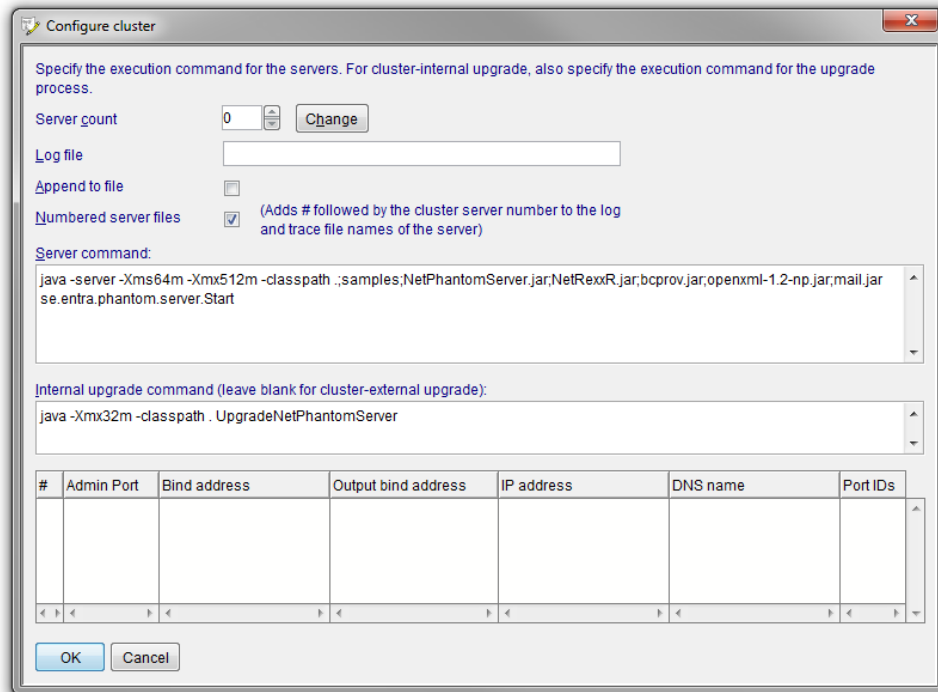 Configure cluster
Specify the execution command for the servers. For cluster-internal upgrade, also specify the execution command for the upgrade
process.
Server count 0 Change
Log file
Append to file
Numbered server files (Adds # followed by the cluster server number to the log
and trace file names of the server)
Server command:
java -server -Xms64m -Xmx512m -classpath .;samples;NetPhantomServer.jar;NetRexxR.jar;bcprov.jar;openxml-1.2-np.jar;mail.jar
se.entra.phantom.server.Start
Internal upgrade command (leave blank for cluster-external upgrade):
java -Xmx32m -classpath . UpgradeNetPhantomServer
# Admin Port Bind address Output bind address IP address DNS name Port IDs
OK Cancel